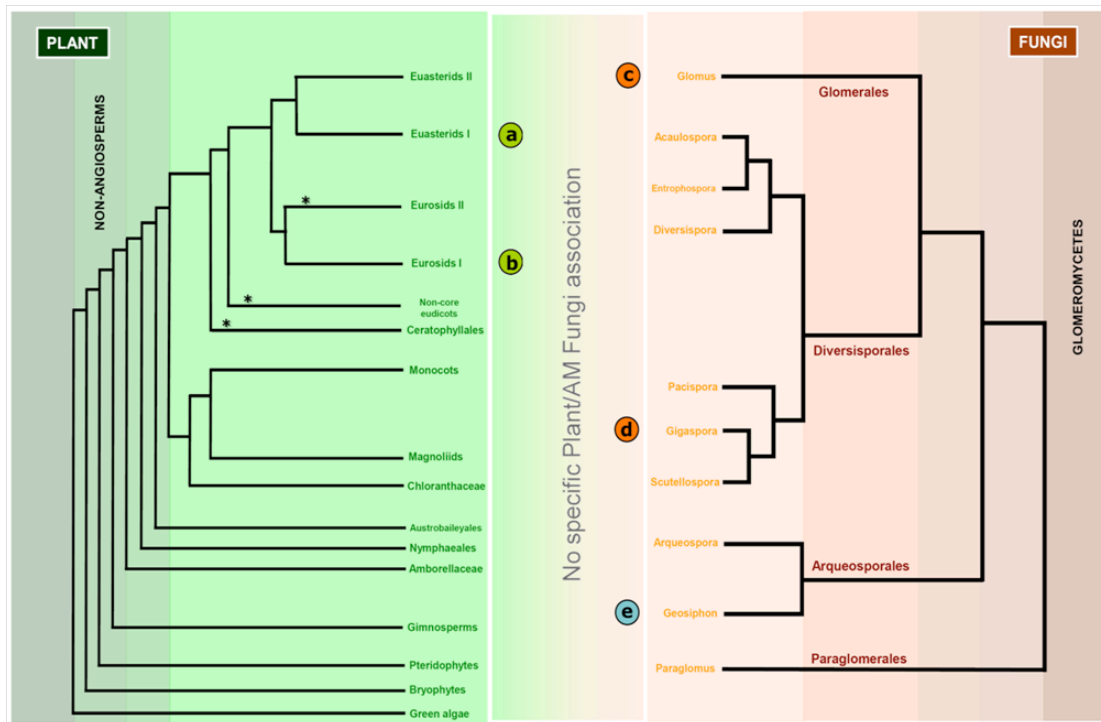 PLANT
FUNGI
NON-ANGIOSPERMS
Euasterids II
Euasterids I
Eurosids II
Eurosids I
Non-core
eudicots
Ceratophyllales
Monocots
Magnoliids
Chloranthaceae
Austrobaileyales
Nymphaeales
Amborellaceae
Gimnosperms
Pteridophytes
Bryophytes
Green algae
*
*
*
a
b
No specific Plant/AM Fungi association
c
d
e
Glomus
Acaulospora
Entrophospora
Diversispora
Pacispora
Gigaspora
Scutellospora
Arqueospora
Geosiphon
Paraglomus
Glomerales
Diversisporales
Arqueosporales
Paraglomerales
GLOMEROMYCETES